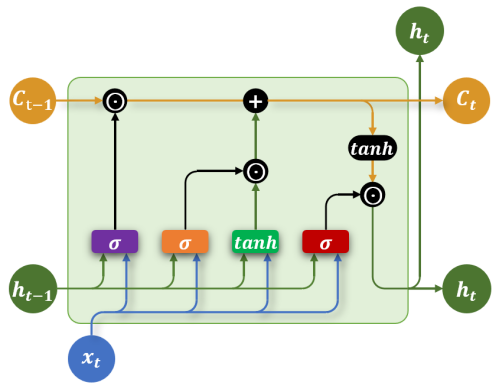 h_t
C_{t-1}
⊙
+
C_t
tanh
⊙
⊙
σ
σ
tanh
σ
h_{t-1}
h_t
x_t